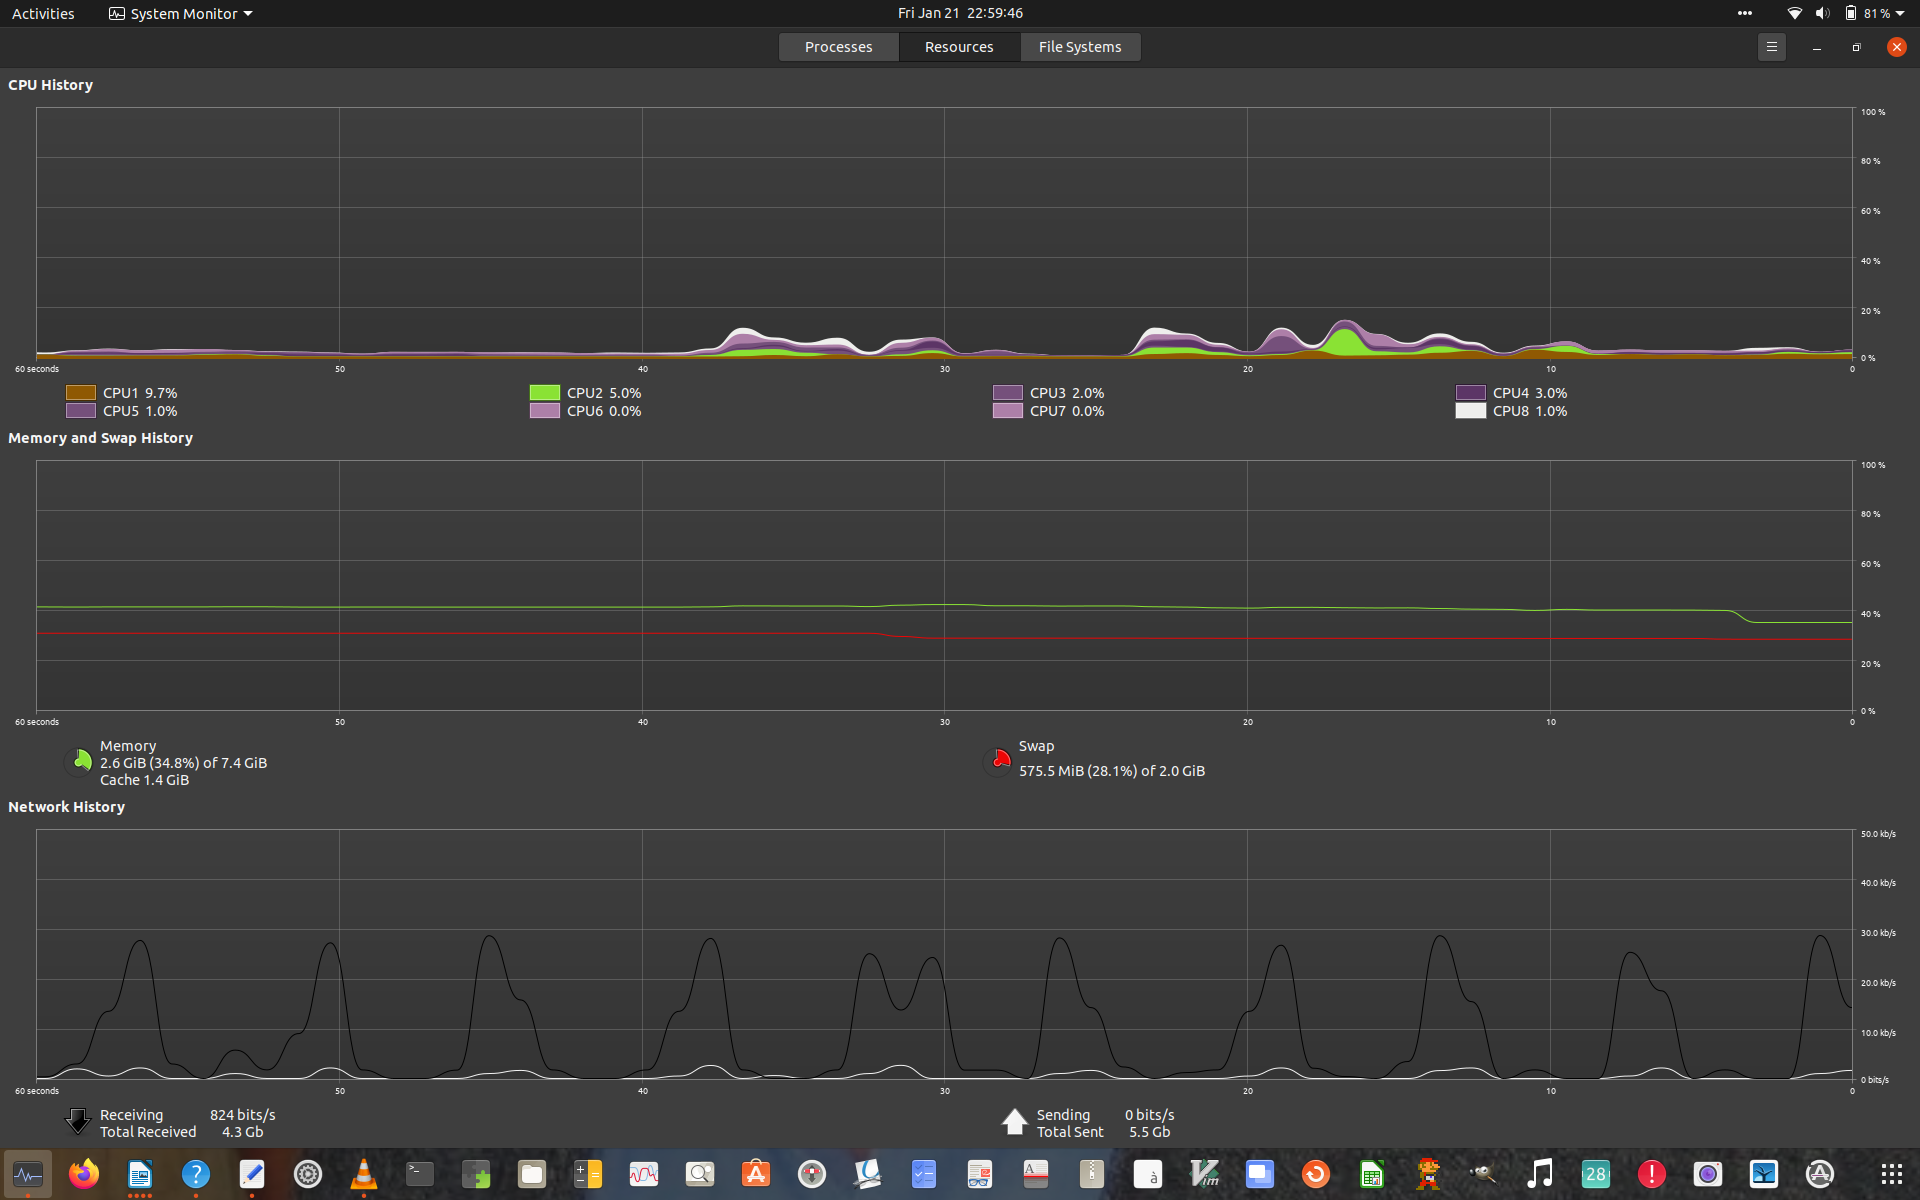 Activities System Monitor Fri Jan 21 22:59:46 81 %
Processes Resources File Systems
CPU History
100 %
80 %
60 %
40 %
20 %
0 %
60 seconds 50 40 30 20 10 0
CPU1 9.7% CPU2 5.0% CPU3 2.0% CPU4 3.0%
CPU5 1.0% CPU6 0.0% CPU7 0.0% CPU8 1.0%
Memory and Swap History
100 %
80 %
60 %
40 %
20 %
0 %
60 seconds 50 40 30 20 10 0
Memory Swap
2.6 GiB (34.8%) of 7.4 GiB 575.5 MiB (28.1%) of 2.0 GiB
Cache 1.4 GiB
Network History
50.0 kb/s
40.0 kb/s
30.0 kb/s
20.0 kb/s
10.0 kb/s
0 bits/s
60 seconds 50 40 30 20 10 0
Receiving 824 bits/s Sending 0 bits/s
Total Received 4.3 Gb Total Sent 5.5 Gb
>_ ? A à Vim 28 !